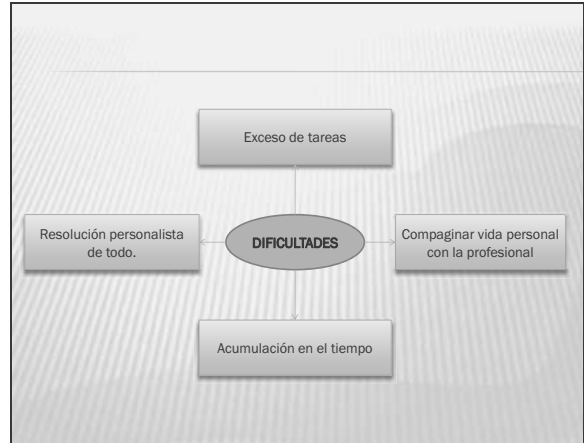 Exceso de tareas
Resolución personalista
de todo.
DIFICULTADES
Compaginar vida personal
con la profesional
Acumulación en el tiempo